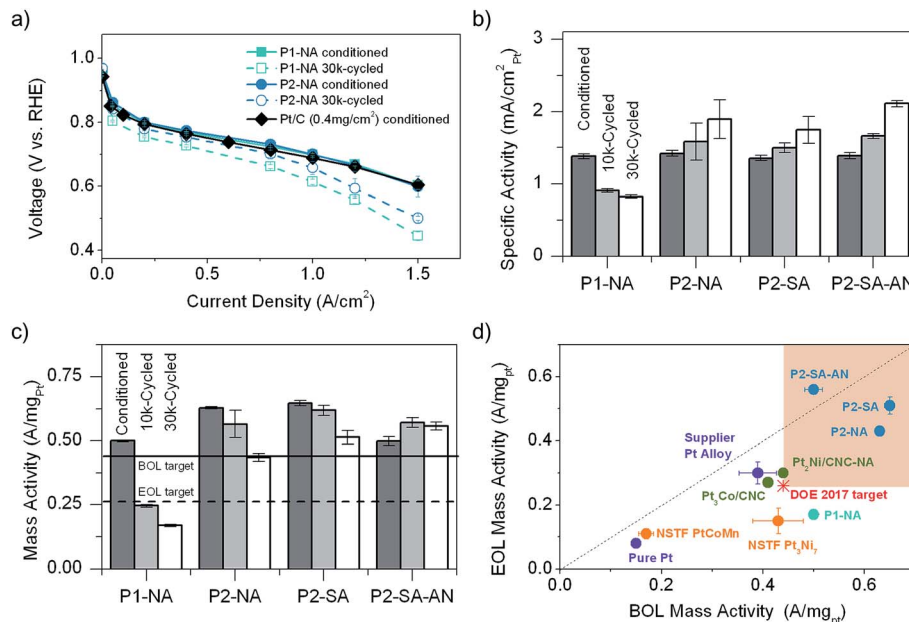 a)
Voltage (V vs. RHE)
1.0
0.8
0.6
0.4
0.0
0.5
1.0
1.5
Current Density (A/cm²)
P1-NA conditioned
P1-NA 30k-cycled
P2-NA conditioned
P2-NA 30k-cycled
Pt/C (0.4mg/cm²) conditioned
b)
Specific Activity (mA/cm²Pt)
3
2
1
0
Conditioned
10k-Cycled
30k-Cycled
P1-NA
P2-NA
P2-SA
P2-SA-AN
c)
Mass Activity (A/mgPt)
0.75
0.50
0.25
0.00
Conditioned
10k-Cycled
30k-Cycled
BOL target
EOL target
P1-NA
P2-NA
P2-SA
P2-SA-AN
d)
EOL Mass Activity (A/mgpt)
0.6
0.4
0.2
0.0
0.0
0.2
0.4
0.6
BOL Mass Activity (A/mgpt)
P2-SA-AN
P2-SA
P2-NA
Supplier
Pt Alloy
Pt2Ni/CNC-NA
Pt3Co/CNC
DOE 2017 target
P1-NA
NSTF PtCoMn
NSTF Pt3Ni7
Pure Pt